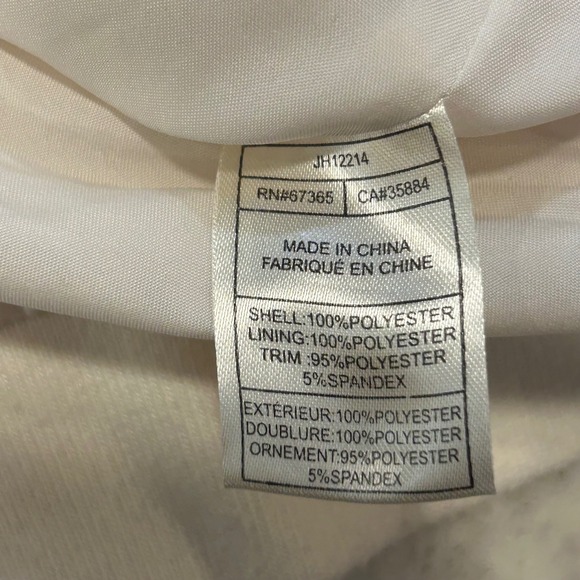 JH12214
RN#67365 CA#35884
MADE IN CHINA
FABRIQUÉ EN CHINE
SHELL:100%POLYESTER
LINING:100%POLYESTER
TRIM :95%POLYESTER
5%SPANDEX
EXTÉRIEUR:100%POLYESTER
DOUBLURE:100%POLYESTER
ORNEMENT:95%POLYESTER
5%SPANDEX